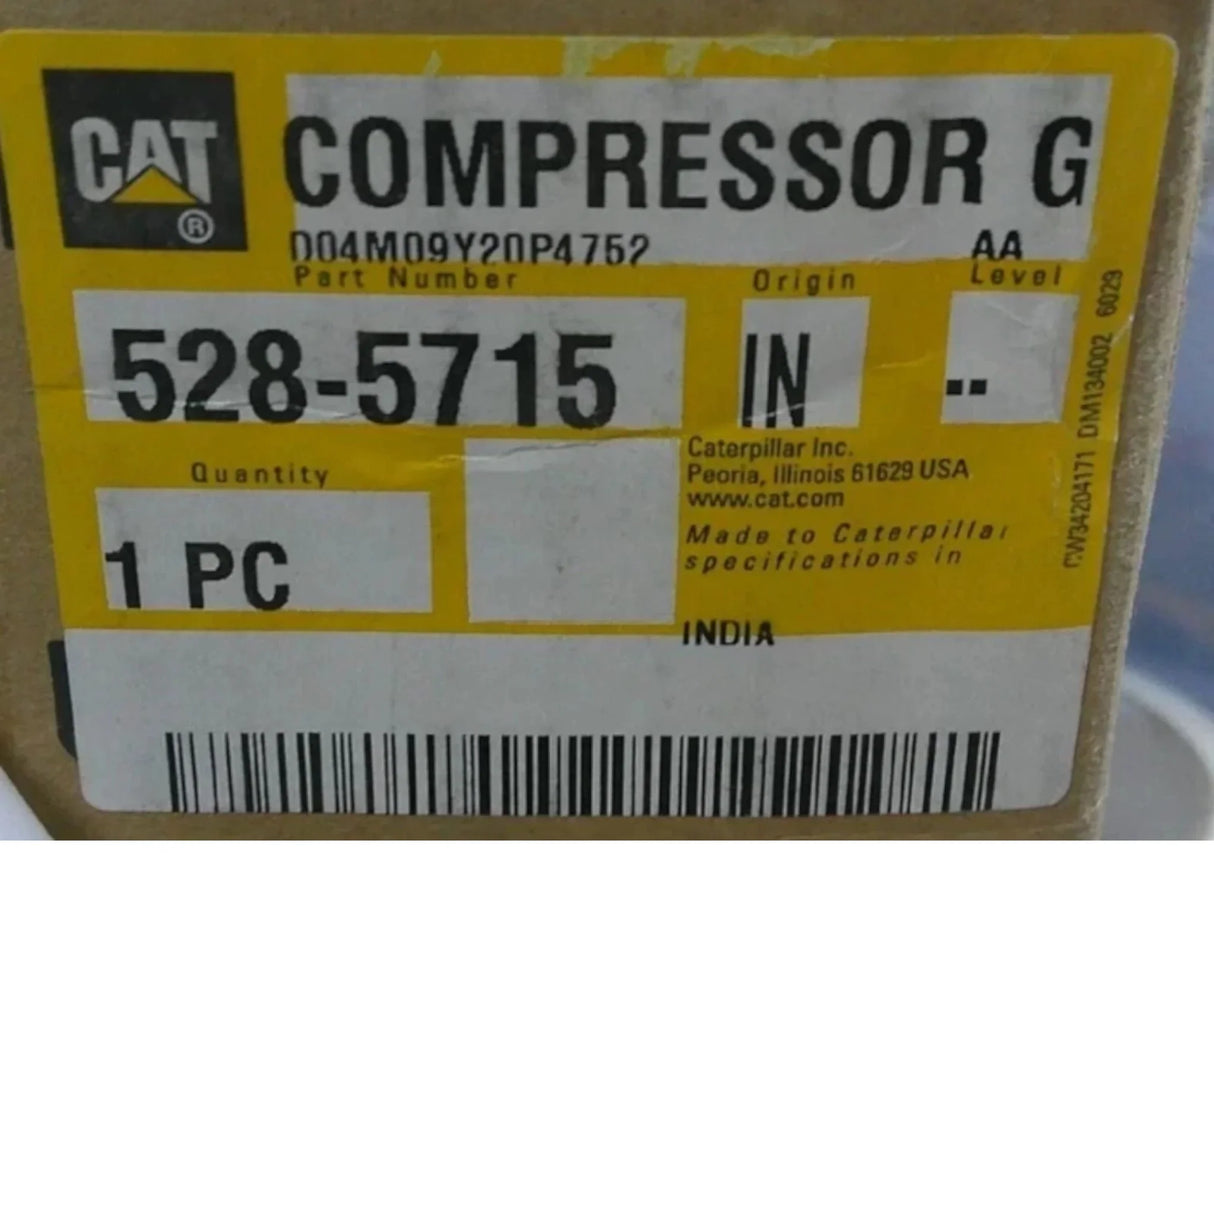 CAT
®
COMPRESSOR G
D04M09Y20P4752 AA
Part Number Origin Level
528-5715 IN --
Quantity
1 PC
Caterpillar Inc.
Peoria, Illinois 61629 USA
www.cat.com
Made to Caterpillar
specifications in
INDIA
CW34204171 DM134002 6029